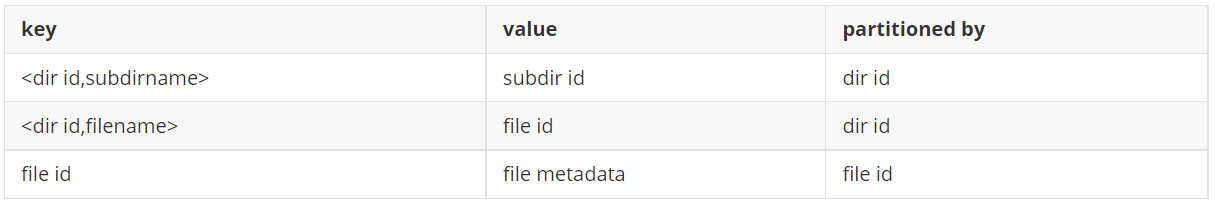 key value partitioned by
<dir id,subdirname> subdir id dir id
<dir id,filename> file id dir id
file id file metadata file id